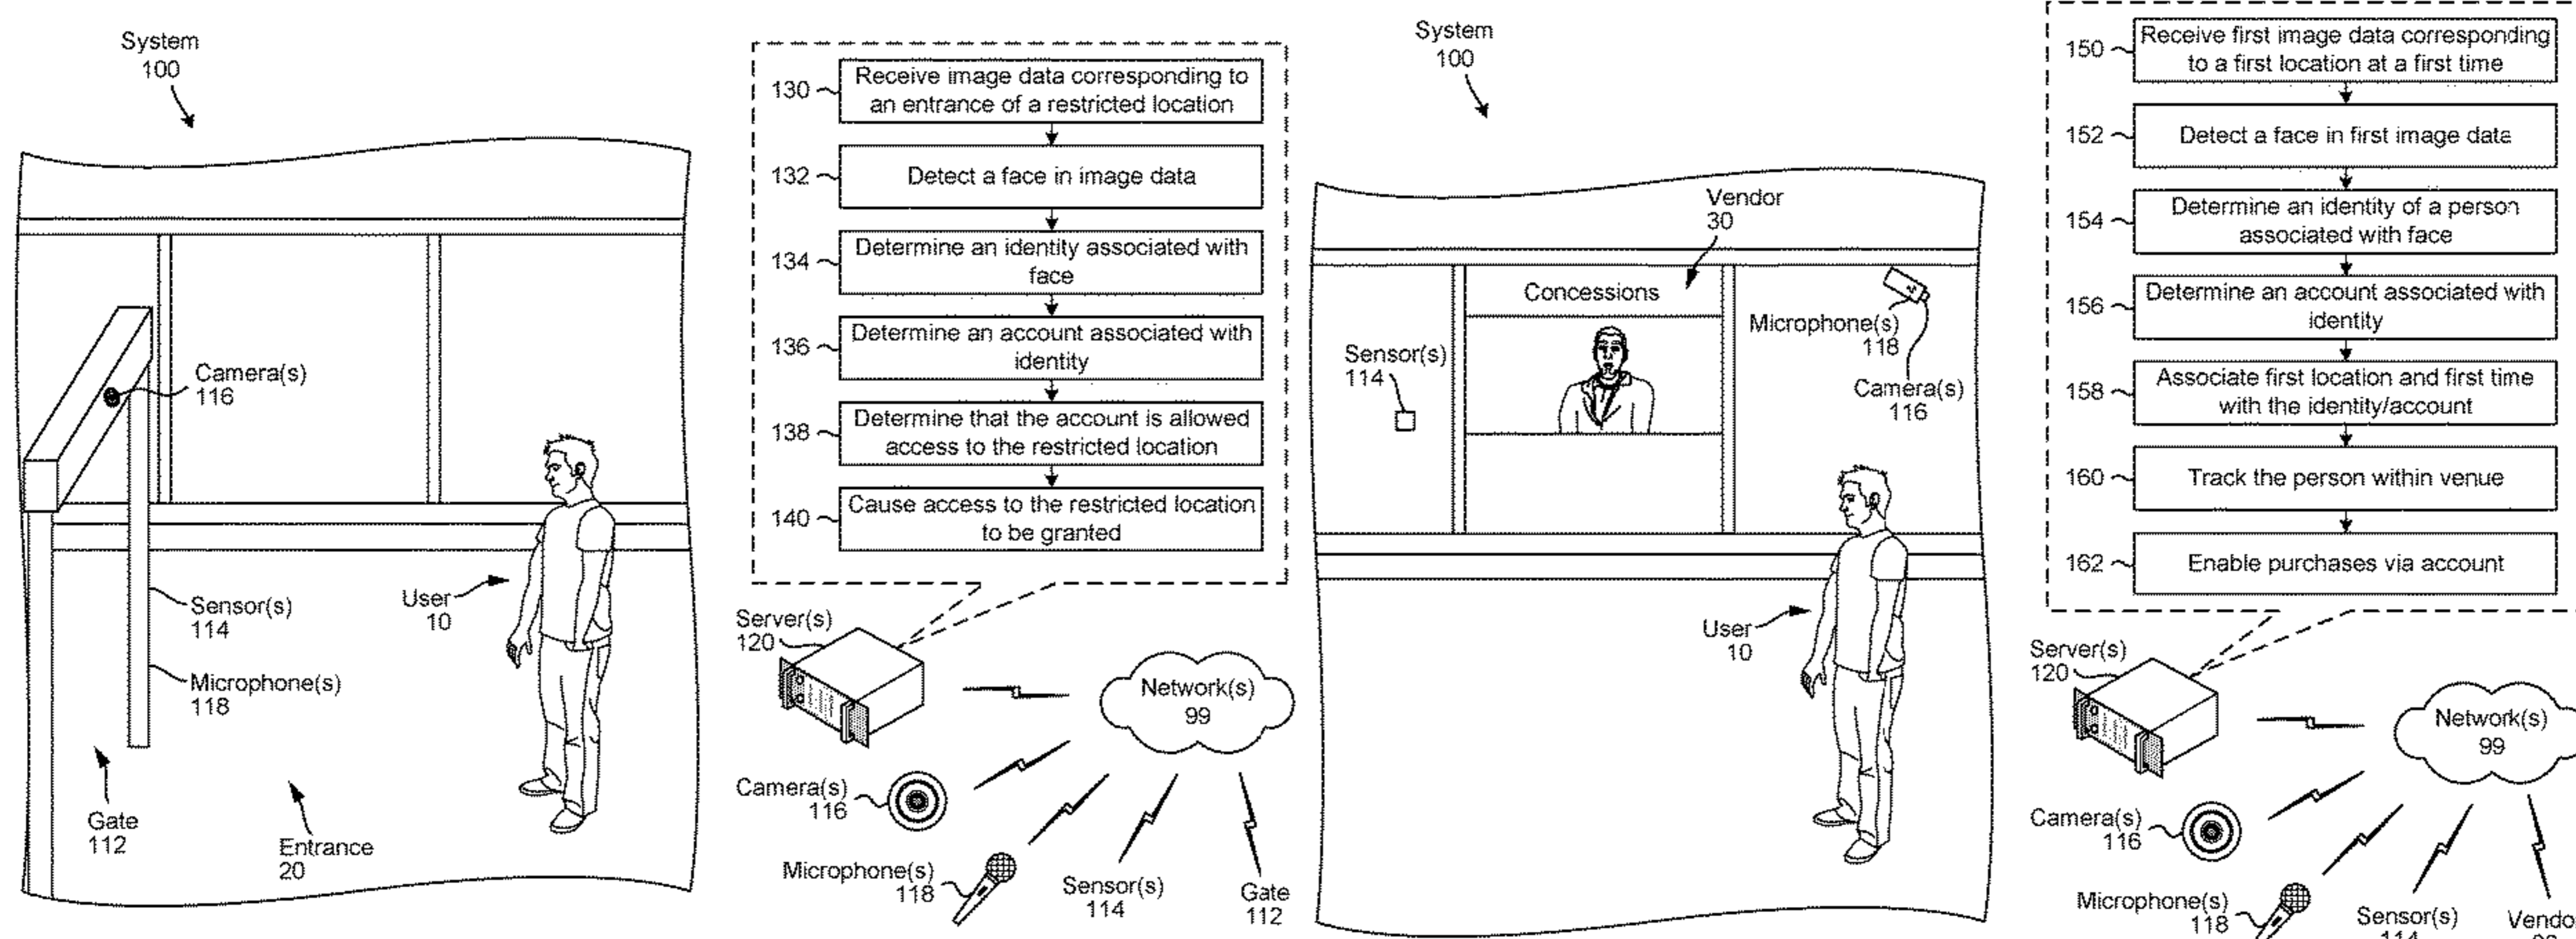 System
100
130
Receive image data corresponding to
an entrance of a restricted location
132
Detect a face in image data
134
Determine an identity associated with
face
136
Determine an account associated with
identity
138
Determine that the account is allowed
access to the restricted location
140
Cause access to the restricted location
to be granted
Camera(s)
116
User
10
Sensor(s)
114
Microphone(s)
118
Gate
112
Entrance
20
Server(s)
120
Network(s)
99
Camera(s)
116
Microphone(s)
118
Sensor(s)
114
Gate
112
System
100
Vendor
30
Concessions
Microphone(s)
118
Sensor(s)
114
Camera(s)
116
User
10
150
Receive first image data corresponding
to a first location at a first time
152
Detect a face in first image data
154
Determine an identity of a person
associated with face
156
Determine an account associated with
identity
158
Associate first location and first time
with the identity/account
160
Track the person within venue
162
Enable purchases via account
Server(s)
120
Network(s)
99
Camera(s)
116
Microphone(s)
118
Sensor(s)
114
Vendo